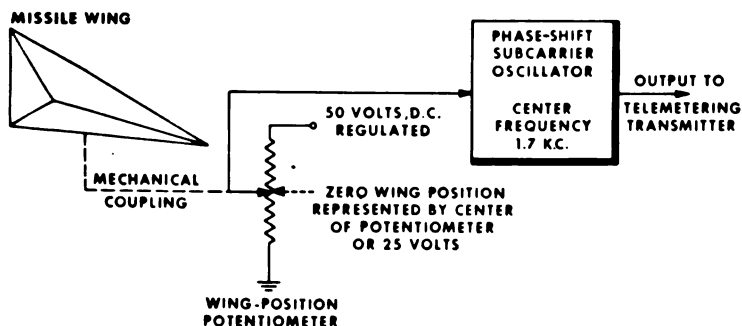 MISSILE WING
PHASE-SHIFT
SUBCARRIER
OSCILLATOR
CENTER
FREQUENCY
1.7 K.C.
OUTPUT TO
TELEMETERING
TRANSMITTER
50 VOLTS, D.C.
REGULATED
MECHANICAL
COUPLING
ZERO WING POSITION
REPRESENTED BY CENTER
OF POTENTIOMETER
OR 25 VOLTS
WING-POSITION
POTENTIOMETER